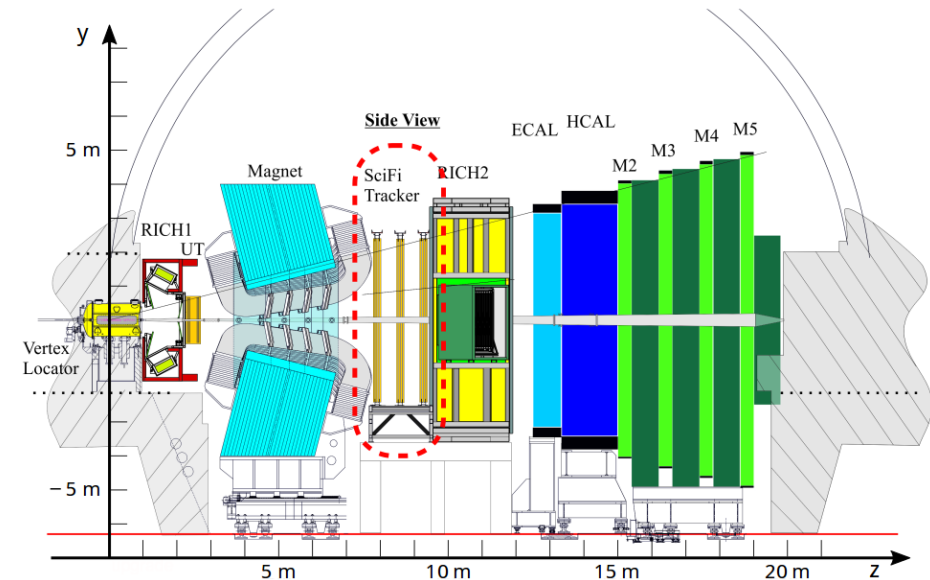 y
Side View
ECAL
HCAL
M5
M4
M3
M2
5 m
Magnet
SciFi
Tracker
RICH2
RICH1
UT
Vertex
Locator
− 5 m
5 m
10 m
15 m
20 m
z